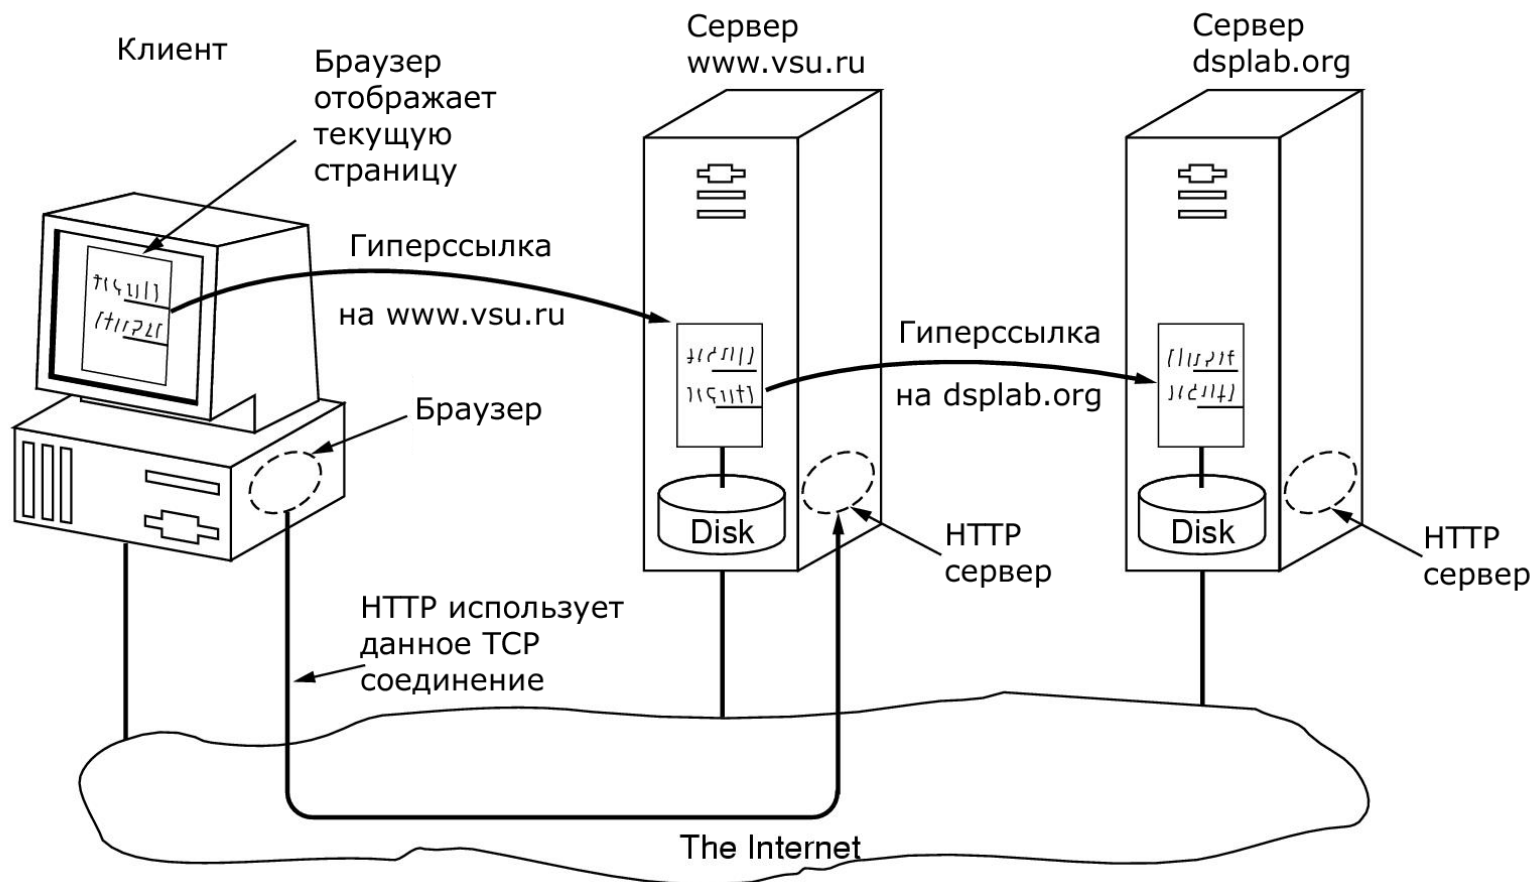 Клиент
Браузер
отображает
текущую
страницу
Сервер
www.vsu.ru
Сервер
dsplab.org
Гиперссылка
на www.vsu.ru
Гиперссылка
на dsplab.org
Браузер
Disk
HTTP
сервер
Disk
HTTP
сервер
HTTP использует
данное TCP
соединение
The Internet